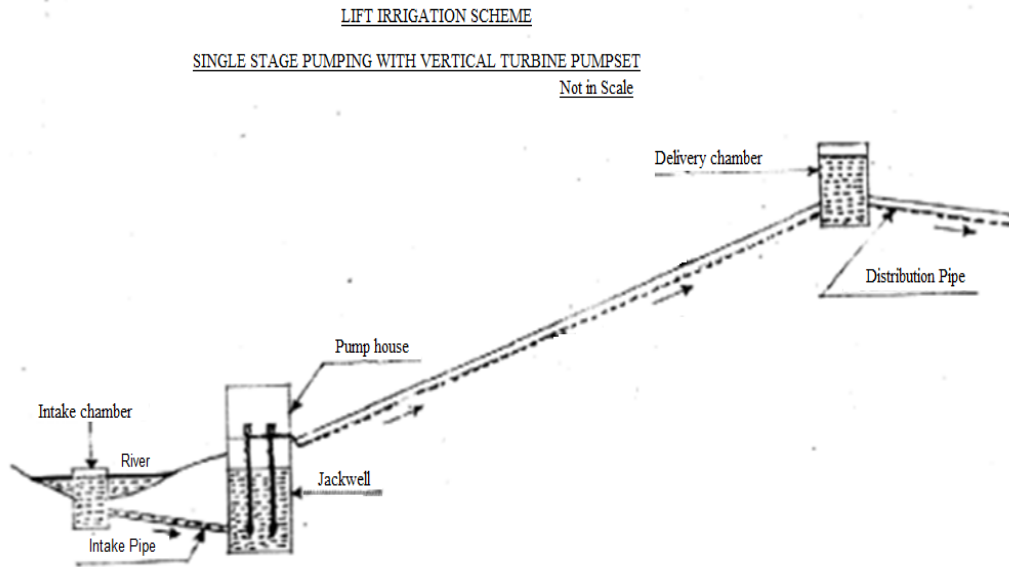 LIFT IRRIGATION SCHEME
SINGLE STAGE PUMPING WITH VERTICAL TURBINE PUMPSET
Not in Scale
Delivery chamber
Distribution Pipe
Pump house
Intake chamber
River
Jackwell
Intake Pipe